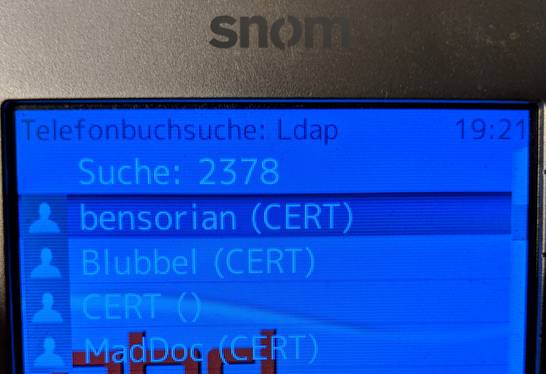 snom
Telefonbuchsuche: Ldap 19:21
Suche: 2378
bensorian (CERT)
Blubbel (CERT)
CERT ()
MadDoc (CERT)